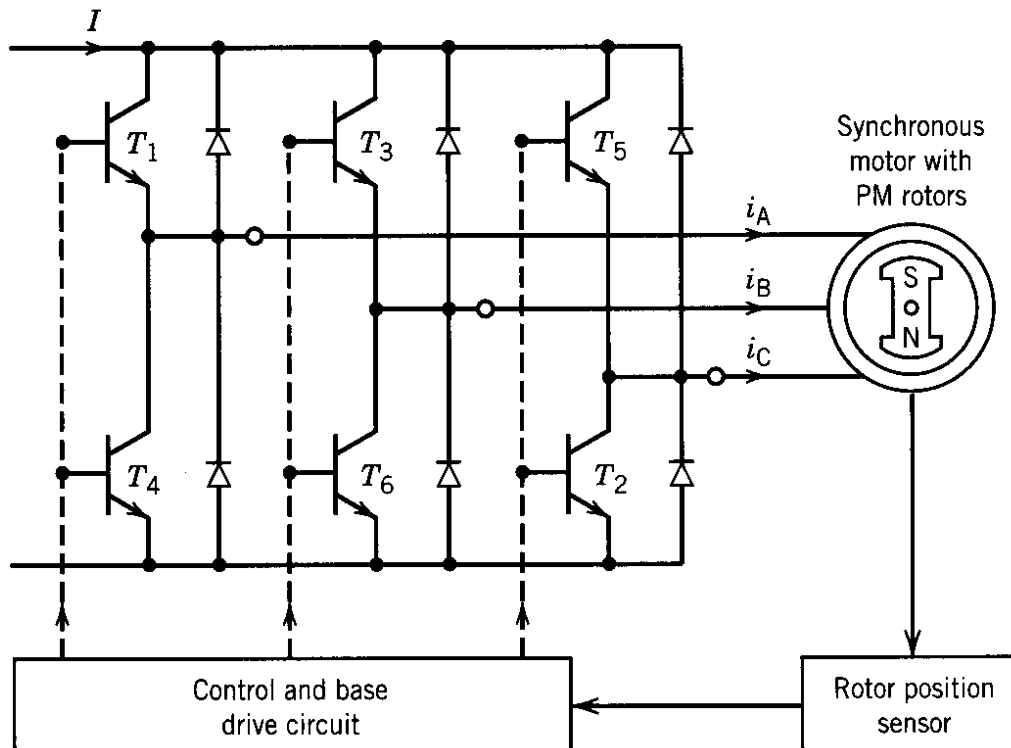 I
T1
T3
T5
Synchronous
motor with
PM rotors
iA
iB
iC
S
N
T4
T6
T2
Control and base
drive circuit
Rotor position
sensor